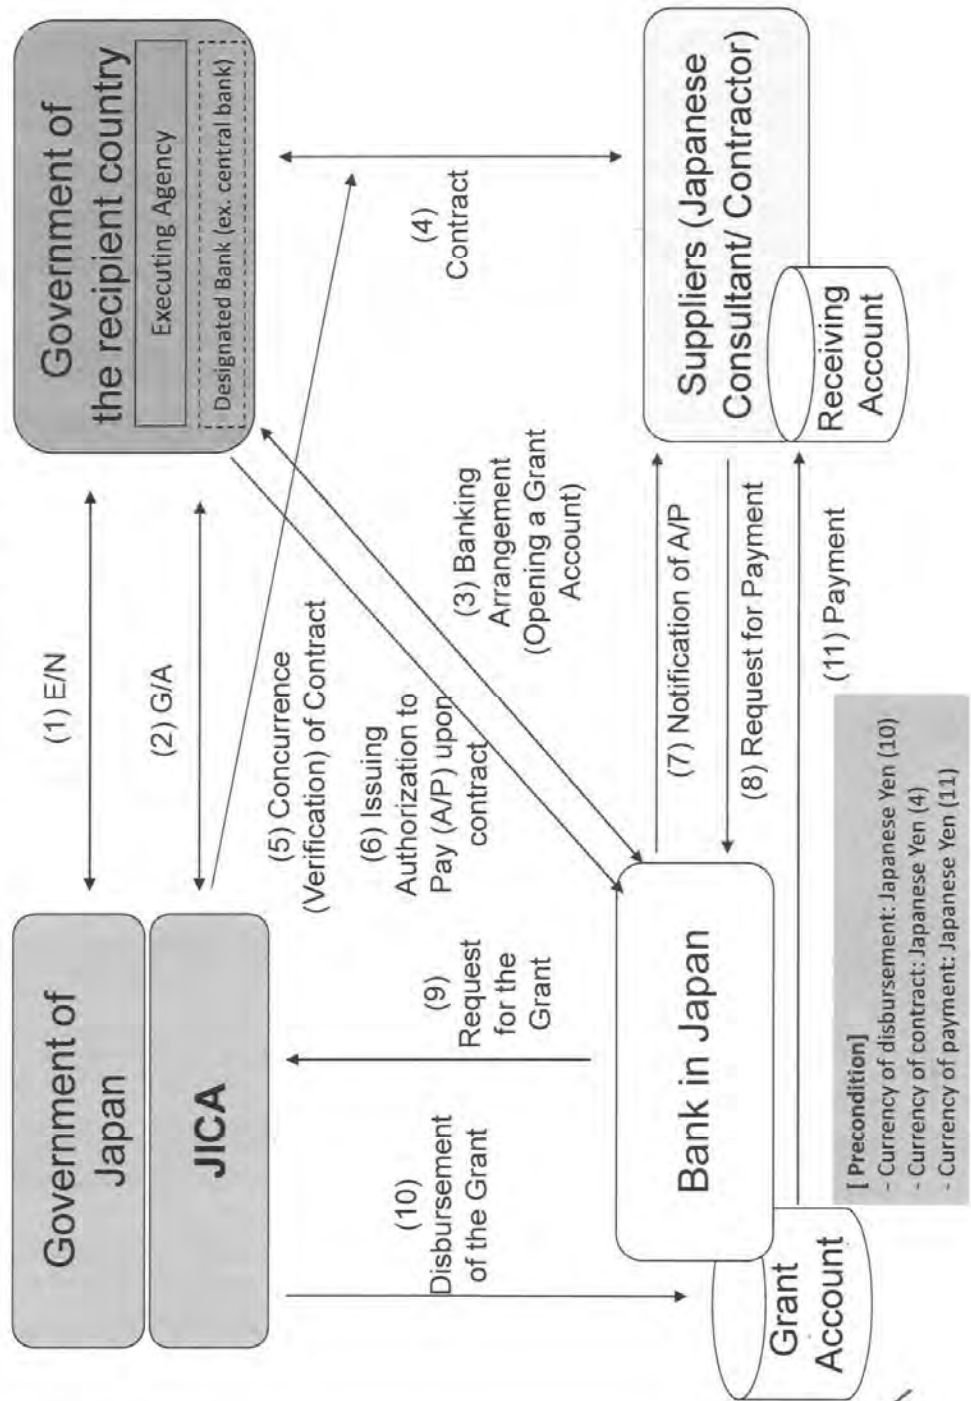 Government of
Japan
JICA
(1) E/N
(2) G/A
Government of
the recipient country
Executing Agency
Designated Bank (ex. central bank)
(5) Concurrence
(Verification) of Contract
(6) Issuing
Authorization to
Pay (A/P) upon
contract
(3) Banking
Arrangement
(Opening a Grant
Account)
(4)
Contract
(10)
Disbursement
of the Grant
(9)
Request
for the
Grant
Bank in Japan
Grant
Account
(7) Notification of A/P
(8) Request for Payment
(11) Payment
Suppliers (Japanese
Consultant/ Contractor)
Receiving
Account
[ Precondition]
- Currency of disbursement: Japanese Yen (10)
- Currency of contract: Japanese Yen (4)
- Currency of payment: Japanese Yen (11)